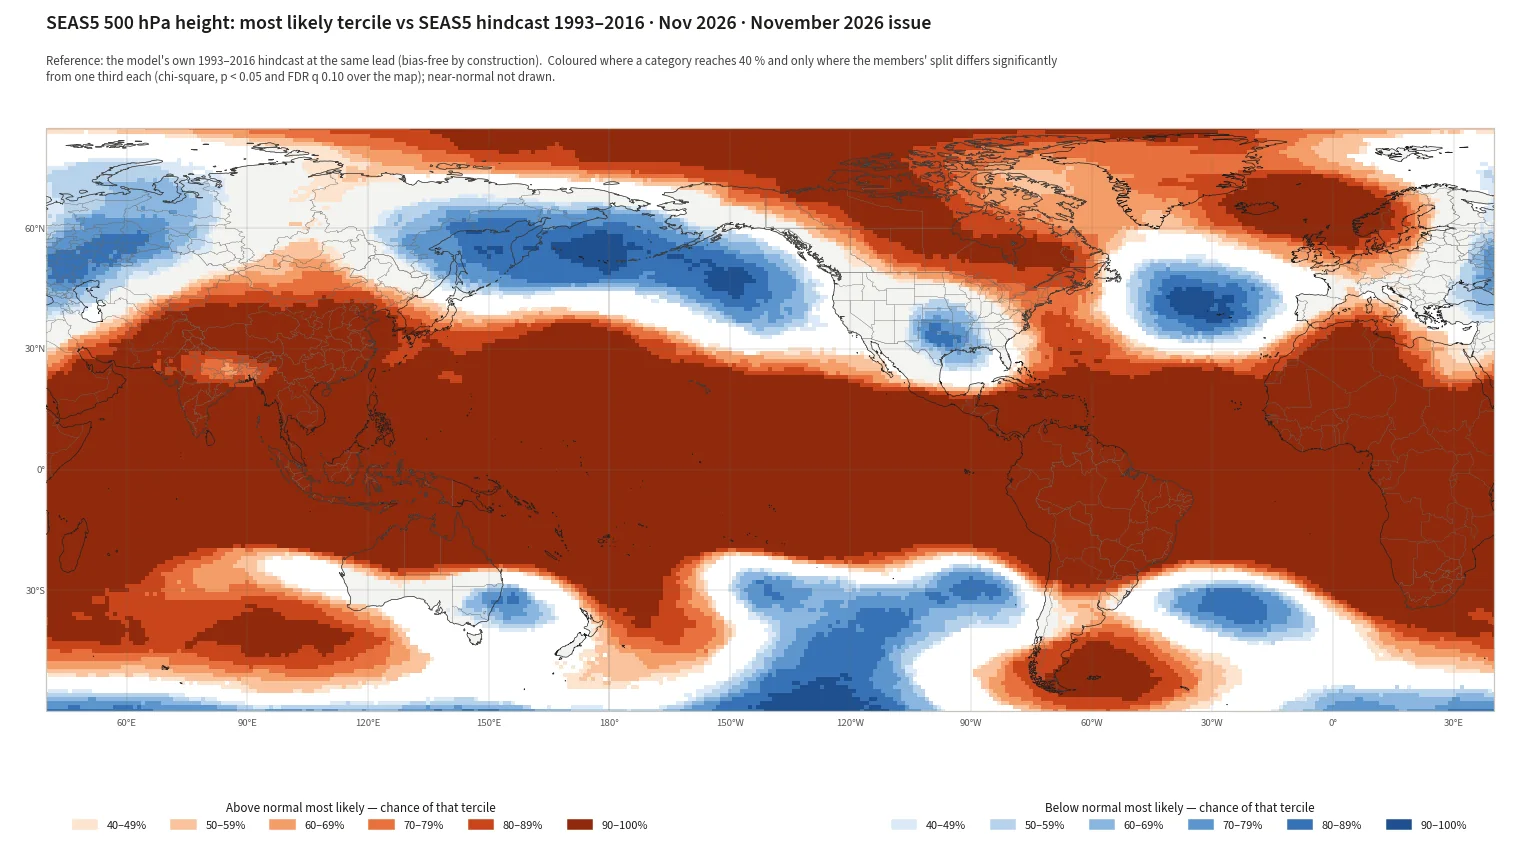 SEAS5 500 hPa height: most likely tercile vs SEAS5 hindcast 1993–2016 · Nov 2026 · November 2026 issue
Reference: the model's own 1993–2016 hindcast at the same lead (bias-free by construction).  Coloured where a category reaches 40 % and only where the members' split differs significantly
from one third each (chi-square, p < 0.05 and FDR q 0.10 over the map); near-normal not drawn.
60°N
30°N
0°
30°S
60°E 90°E 120°E 150°E 180° 150°W 120°W 90°W 60°W 30°W 0° 30°E
Above normal most likely — chance of that tercile
40–49% 50–59% 60–69% 70–79% 80–89% 90–100%
Below normal most likely — chance of that tercile
40–49% 50–59% 60–69% 70–79% 80–89% 90–100%